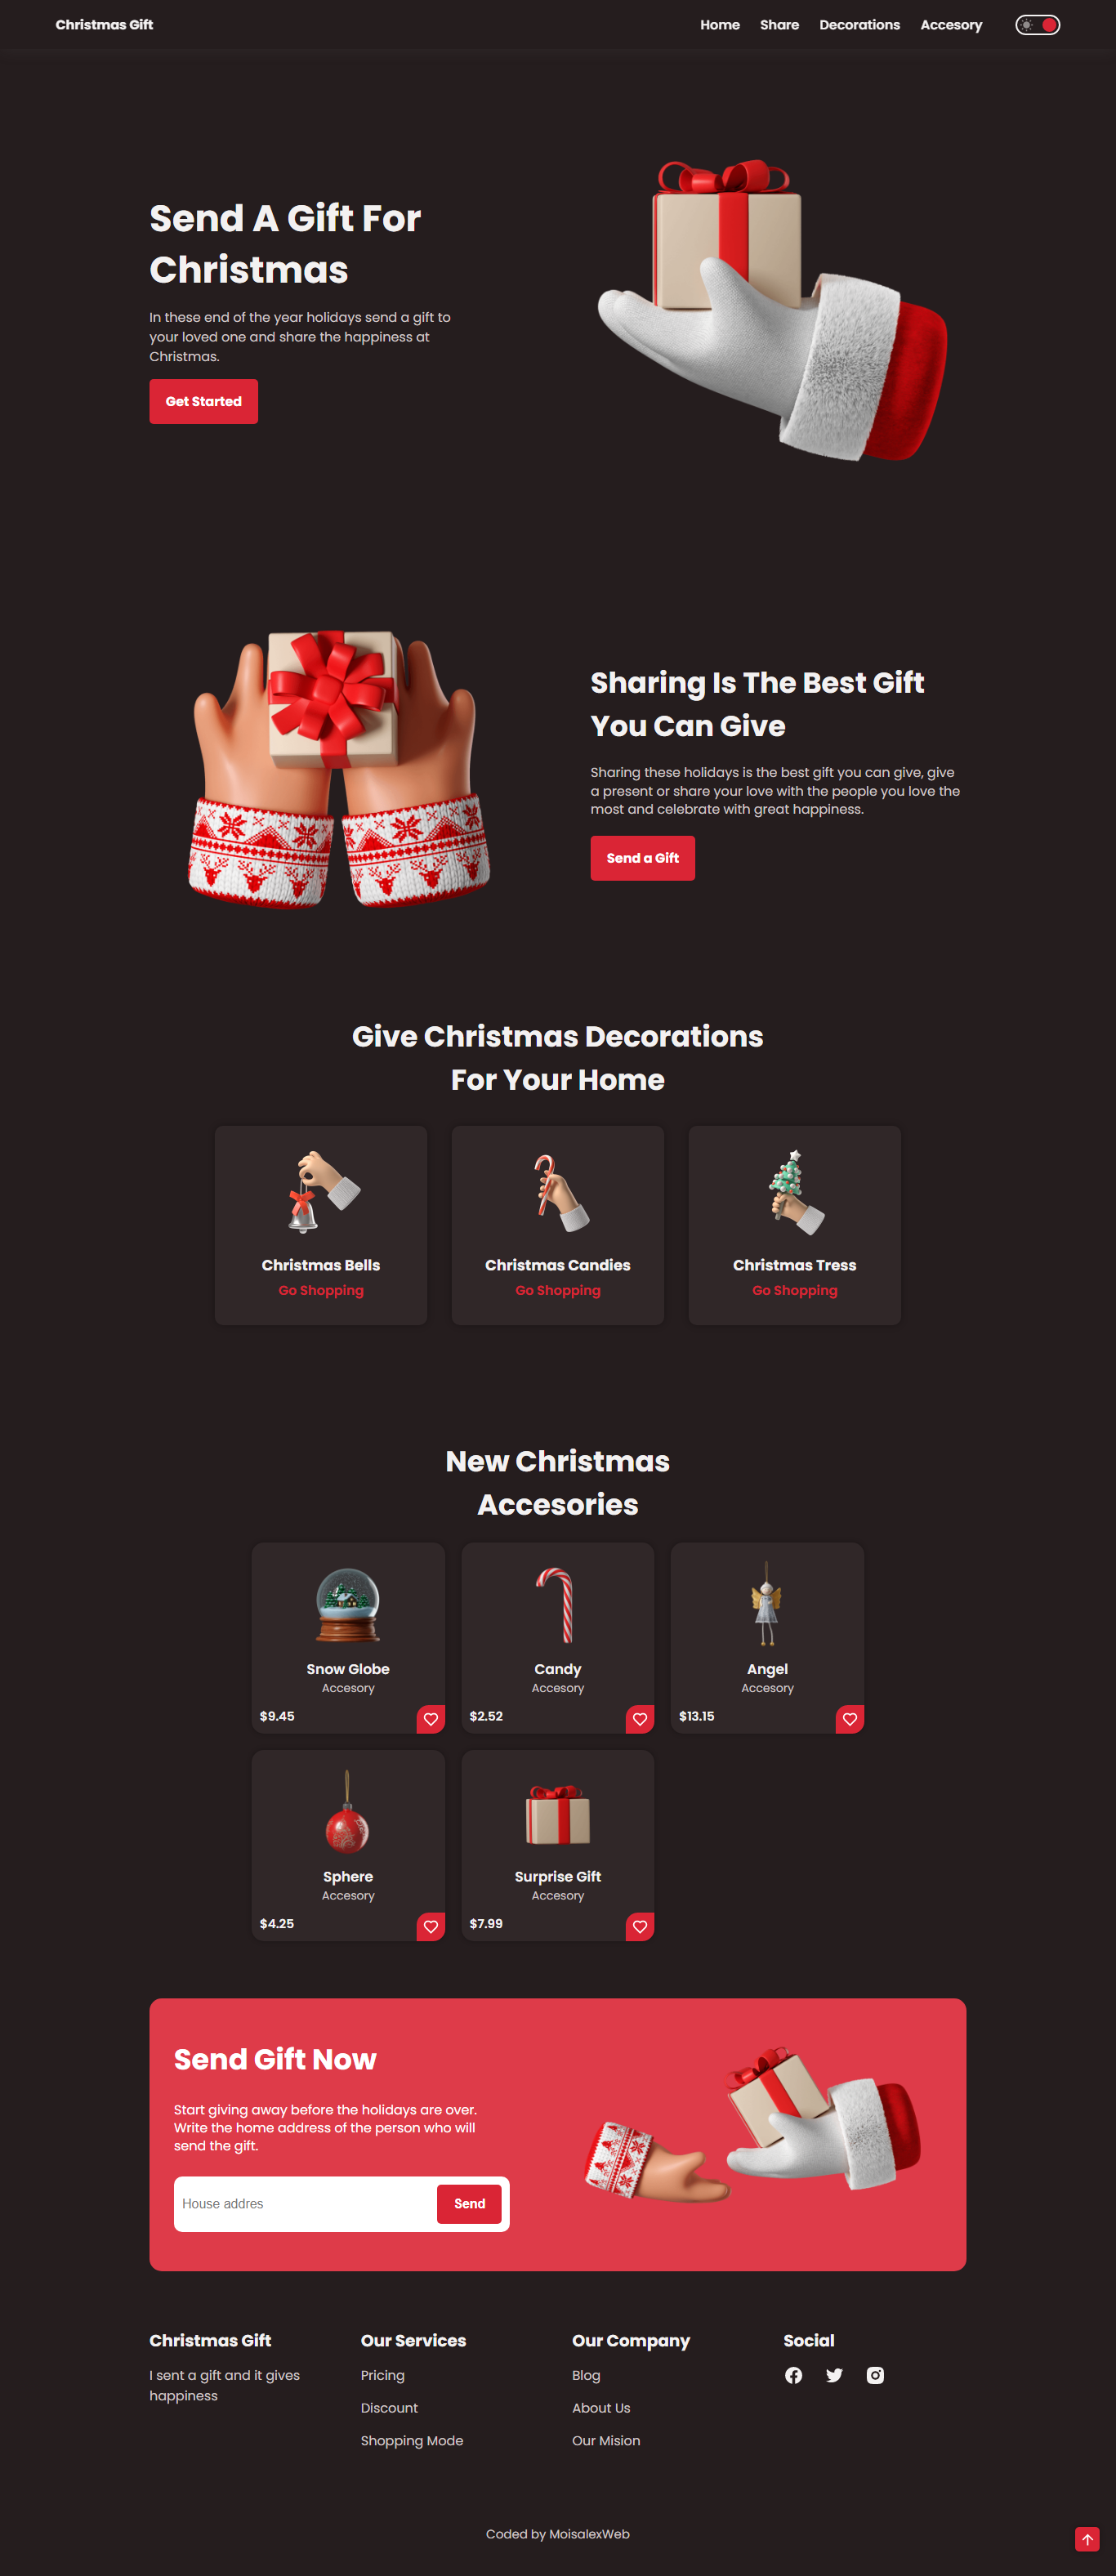 Christmas Gift
Home Share Decorations Accesory
Send A Gift For
Christmas
In these end of the year holidays send a gift to
your loved one and share the happiness at
Christmas.
Get Started
Sharing Is The Best Gift
You Can Give
Sharing these holidays is the best gift you can give, give
a present or share your love with the people you love the
most and celebrate with great happiness.
Send a Gift
Give Christmas Decorations
For Your Home
Christmas Bells
Go Shopping
Christmas Candies
Go Shopping
Christmas Tress
Go Shopping
New Christmas
Accesories
Snow Globe
Accesory
$9.45
Candy
Accesory
$2.52
Angel
Accesory
$13.15
Sphere
Accesory
$4.25
Surprise Gift
Accesory
$7.99
Send Gift Now
Start giving away before the holidays are over.
Write the home address of the person who will
send the gift.
House addres
Send
Christmas Gift
I sent a gift and it gives
happiness
Our Services
Pricing
Discount
Shopping Mode
Our Company
Blog
About Us
Our Mision
Social
Coded by MoisalexWeb